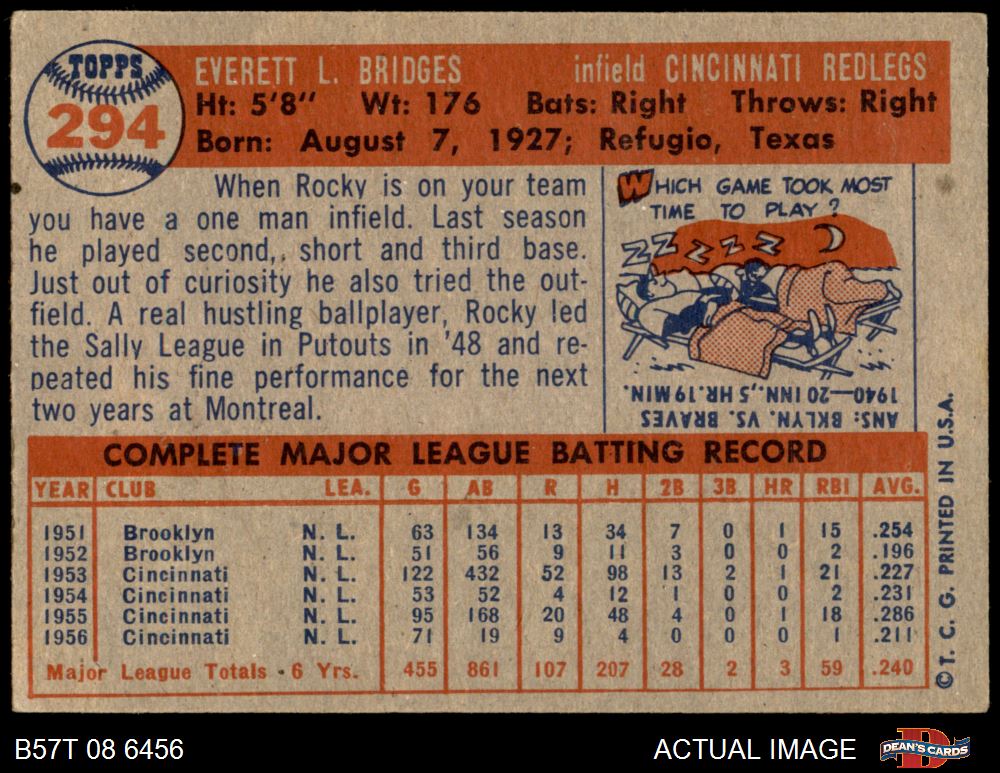 TOPPS
294
EVERETT L. BRIDGES infield CINCINNATI REDLEGS
Ht: 5'8" Wt: 176 Bats: Right Throws: Right
Born: August 7, 1927; Refugio, Texas
When Rocky is on your team
you have a one man infield. Last season
he played second, short and third base.
Just out of curiosity he also tried the out-
field. A real hustling ballplayer, Rocky led
the Sally League in Putouts in '48 and re-
peated his fine performance for the next
two years at Montreal.
WHICH GAME TOOK MOST
TIME TO PLAY?
ZZ Z Z Z Z
ANS: BKLYN. VS. BRAVES
1940—20 INN., 5 HR. 19 MIN.
COMPLETE MAJOR LEAGUE BATTING RECORD
YEAR CLUB LEA. G AB R H 2B 3B HR RBI AVG.
1951 Brooklyn N. L. 63 134 13 34 7 0 1 15 .254
1952 Brooklyn N. L. 51 56 9 11 3 0 0 2 .196
1953 Cincinnati N. L. 122 432 52 98 13 2 1 21 .227
1954 Cincinnati N. L. 53 52 4 12 1 0 0 2 .231
1955 Cincinnati N. L. 95 168 20 48 4 0 1 18 .286
1956 Cincinnati N. L. 71 19 9 4 0 0 0 1 .211
Major League Totals - 6 Yrs. 455 861 107 207 28 2 3 59 .240
© T. C. G. PRINTED IN U.S.A.
B57T 08 6456
ACTUAL IMAGE
DEAN'S CARDS